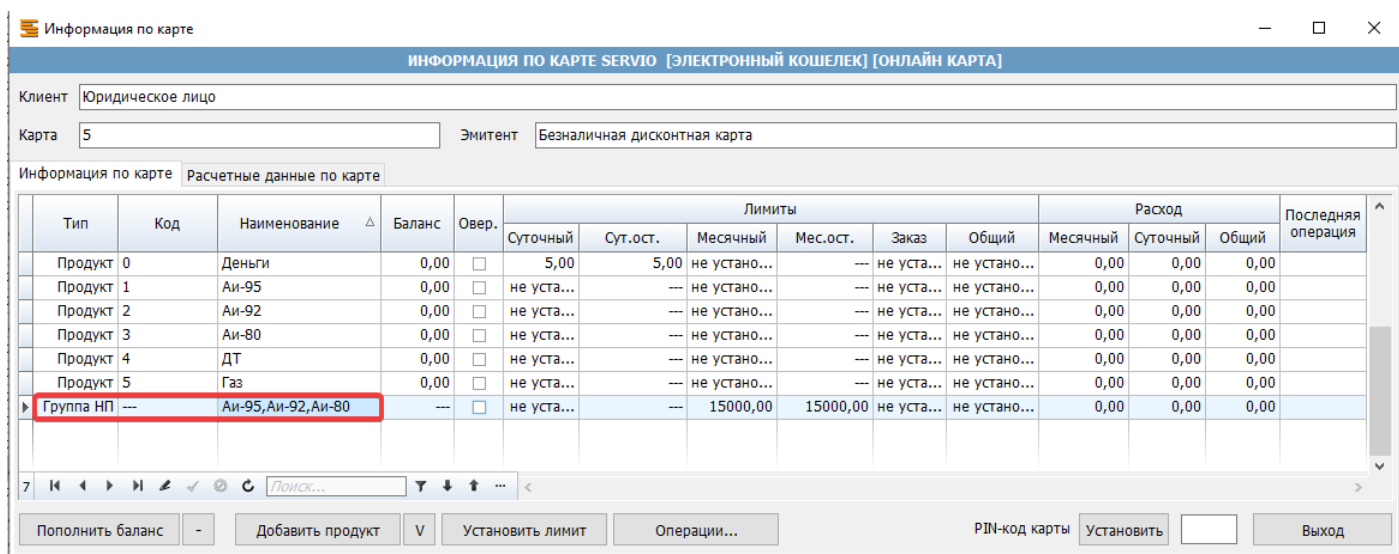 Информация по карте
ИНФОРМАЦИЯ ПО КАРТЕ SERVIO [ЭЛЕКТРОННЫЙ КОШЕЛЕК] [ОНЛАЙН КАРТА]
Клиент Юридическое лицо
Карта 5 Эмитент Безналичная дисконтная карта
Информация по карте Расчетные данные по карте
Тип Код Наименование Баланс Овер. Лимиты Расход Последняя операция
Суточный Сут.ост. Месячный Мес.ост. Заказ Общий Месячный Суточный Общий
Продукт 0 Деньги 0,00 5,00 5,00 не устано... --- не уста... не устано... 0,00 0,00 0,00
Продукт 1 Аи-95 0,00 не уста... --- не устано... --- не уста... не устано... 0,00 0,00 0,00
Продукт 2 Аи-92 0,00 не уста... --- не устано... --- не уста... не устано... 0,00 0,00 0,00
Продукт 3 Аи-80 0,00 не уста... --- не устано... --- не уста... не устано... 0,00 0,00 0,00
Продукт 4 ДТ 0,00 не уста... --- не устано... --- не уста... не устано... 0,00 0,00 0,00
Продукт 5 Газ 0,00 не уста... --- не устано... --- не уста... не устано... 0,00 0,00 0,00
Группа НП --- Аи-95,Аи-92,Аи-80 --- не уста... --- 15000,00 15000,00 не уста... не устано... 0,00 0,00 0,00
7 Поиск...
Пополнить баланс - Добавить продукт V Установить лимит Операции... PIN-код карты Установить Выход